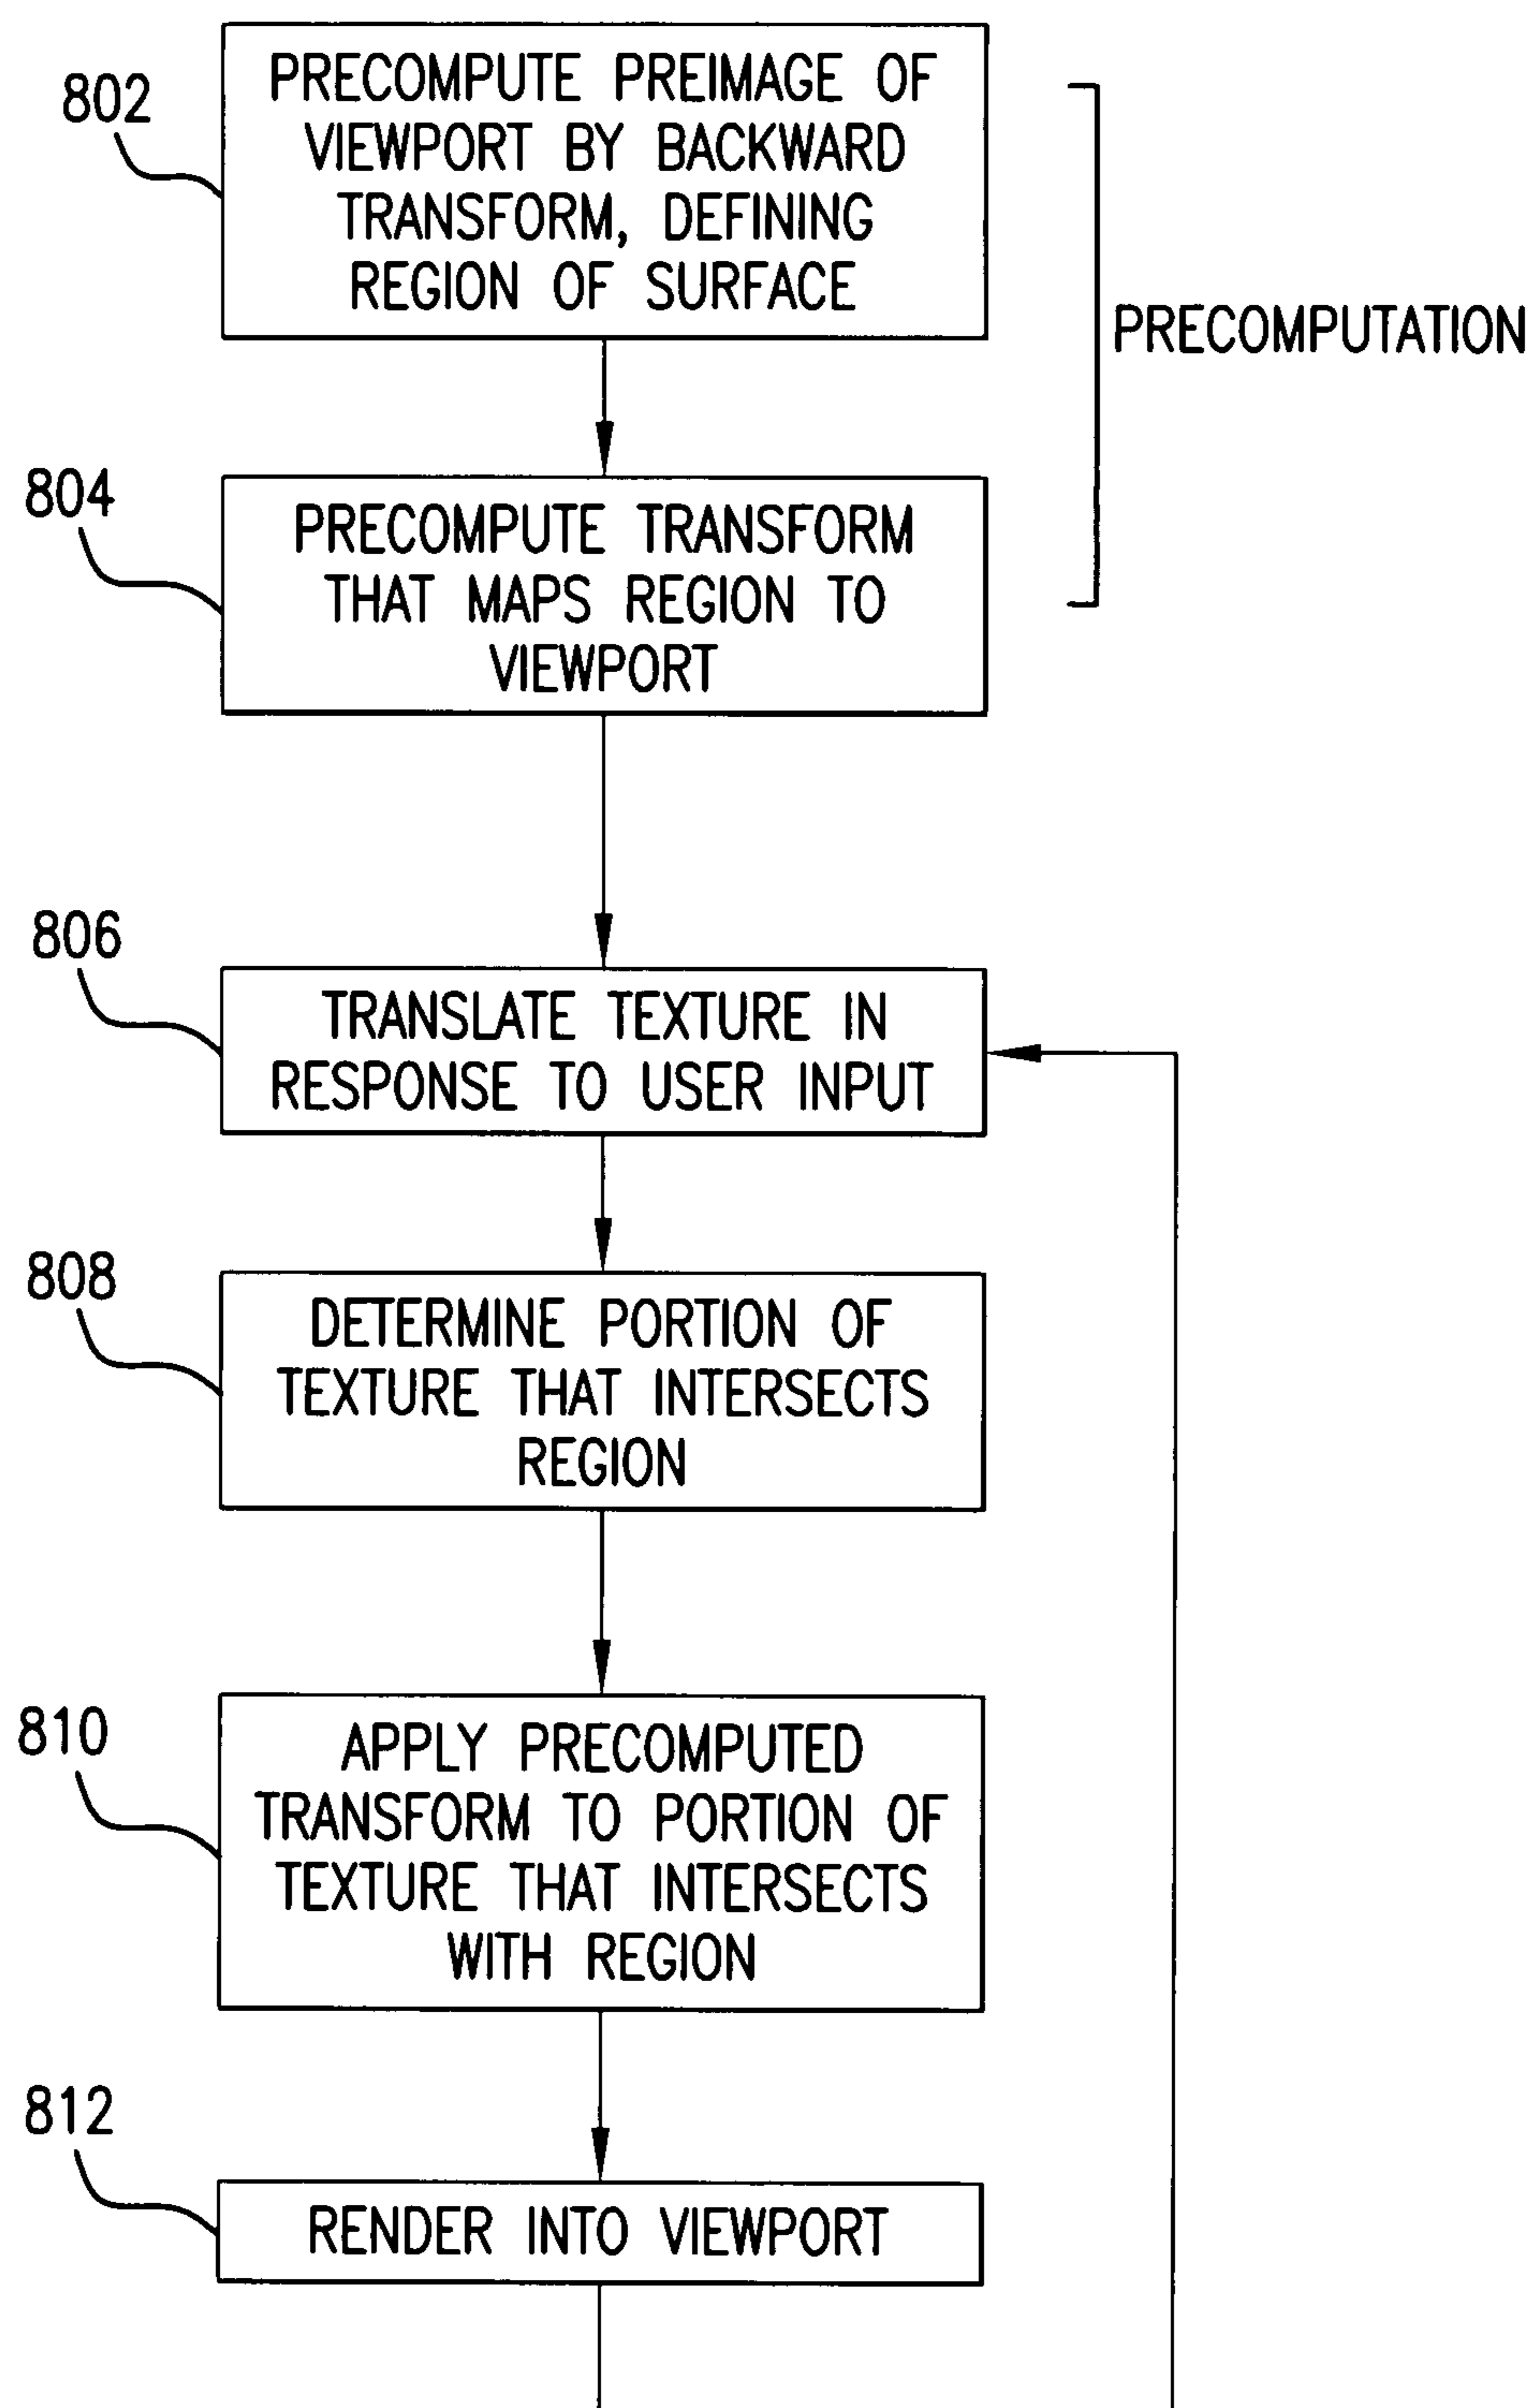 802
PRECOMPUTE PREIMAGE OF
VIEWPORT BY BACKWARD
TRANSFORM, DEFINING
REGION OF SURFACE
PRECOMPUTATION
804
PRECOMPUTE TRANSFORM
THAT MAPS REGION TO
VIEWPORT
806
TRANSLATE TEXTURE IN
RESPONSE TO USER INPUT
808
DETERMINE PORTION OF
TEXTURE THAT INTERSECTS
REGION
810
APPLY PRECOMPUTED
TRANSFORM TO PORTION OF
TEXTURE THAT INTERSECTS
WITH REGION
812
RENDER INTO VIEWPORT